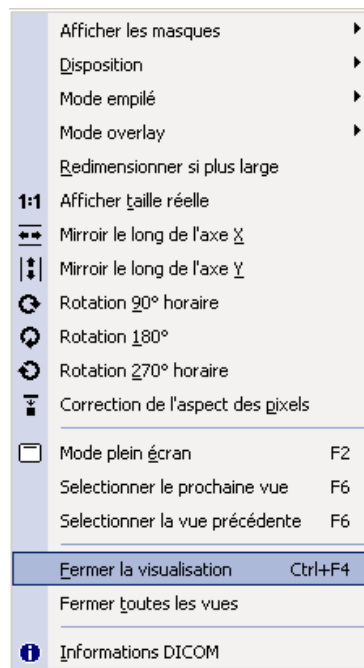 Afficher les masques
Disposition
Mode empilé
Mode overlay
Redimensionner si plus large
1:1 Afficher taille réelle
Mirroir le long de l'axe X
Mirroir le long de l'axe Y
Rotation 90° horaire
Rotation 180°
Rotation 270° horaire
Correction de l'aspect des pixels
Mode plein écran F2
Selectionner le prochaine vue F6
Selectionner la vue précédente F6
Fermer la visualisation Ctrl+F4
Fermer toutes les vues
Informations DICOM